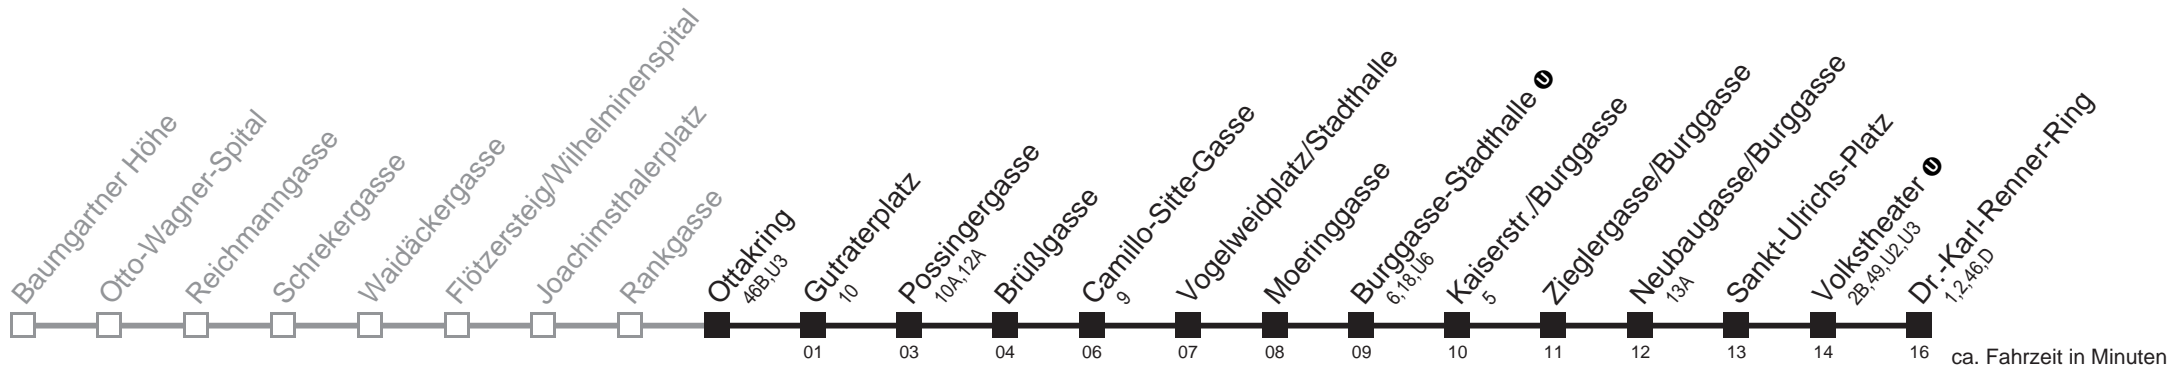 Baumgartner Höhe
Otto-Wagner-Spital
Reichmanngasse
Schrekergasse
Waidäckergasse
Flötzersteig/Wilhelminenspital
Joachimsthalerplatz
Rankgasse
Ottakring
46B,U3
Gutraterplatz
10
Possingergasse
10A,12A
Brüßlgasse
Camillo-Sitte-Gasse
9
Vogelweidplatz/Stadthalle
Moeringgasse
Burggasse-Stadthalle U
6,18,U6
Kaiserstr./Burggasse
5
Zieglergasse/Burggasse
Neubaugasse/Burggasse
13A
Sankt-Ulrichs-Platz
Volkstheater U
2B,49,U2,U3
Dr.-Karl-Renner-Ring
1,2,46,D
01 03 04 06 07 08 09 10 11 12 13 14 16 ca. Fahrzeit in Minuten